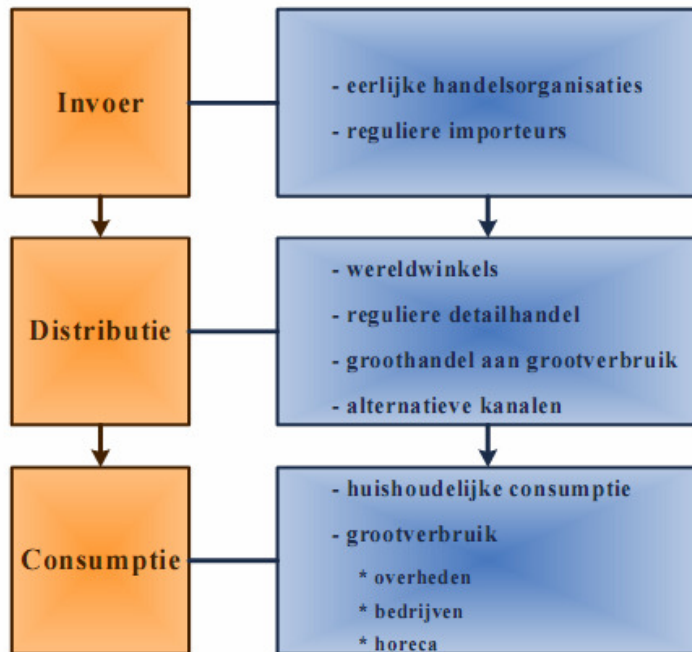 Invoer
- eerlijke handelsorganisaties
- reguliere importeurs
Distributie
- wereldwinkels
- reguliere detailhandel
- groothandel aan grootverbruik
- alternatieve kanalen
Consumptie
- huishoudelijke consumptie
- grootverbruik
* overheden
* bedrijven
* horeca